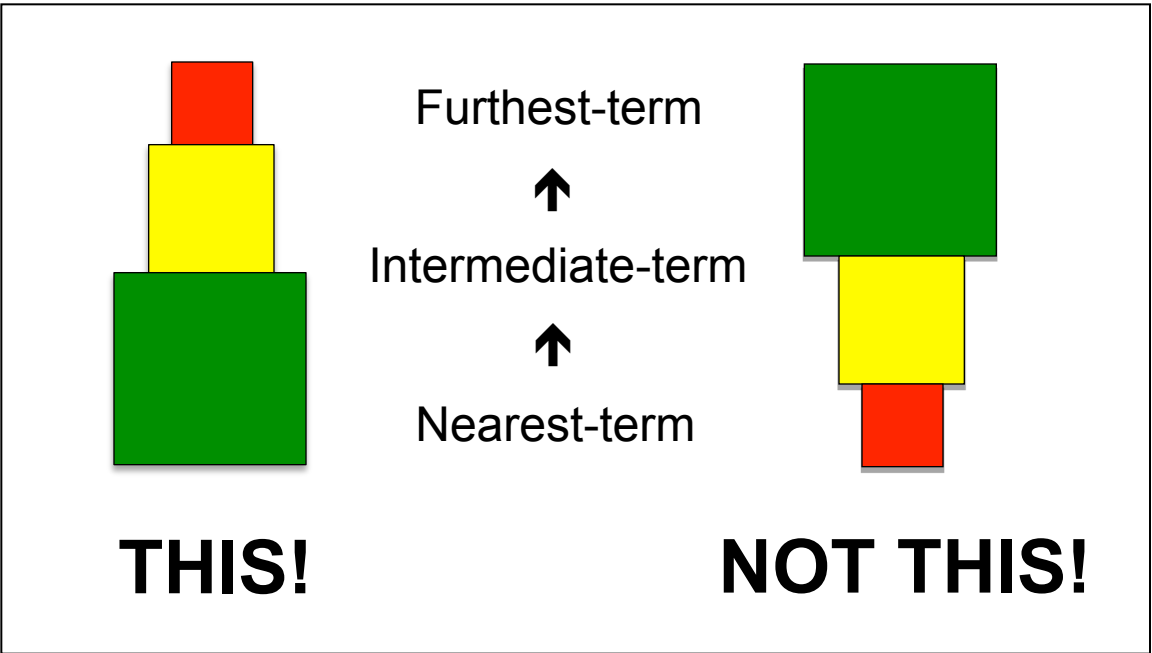 Furthest-term
Intermediate-term
Nearest-term
THIS!
NOT THIS!